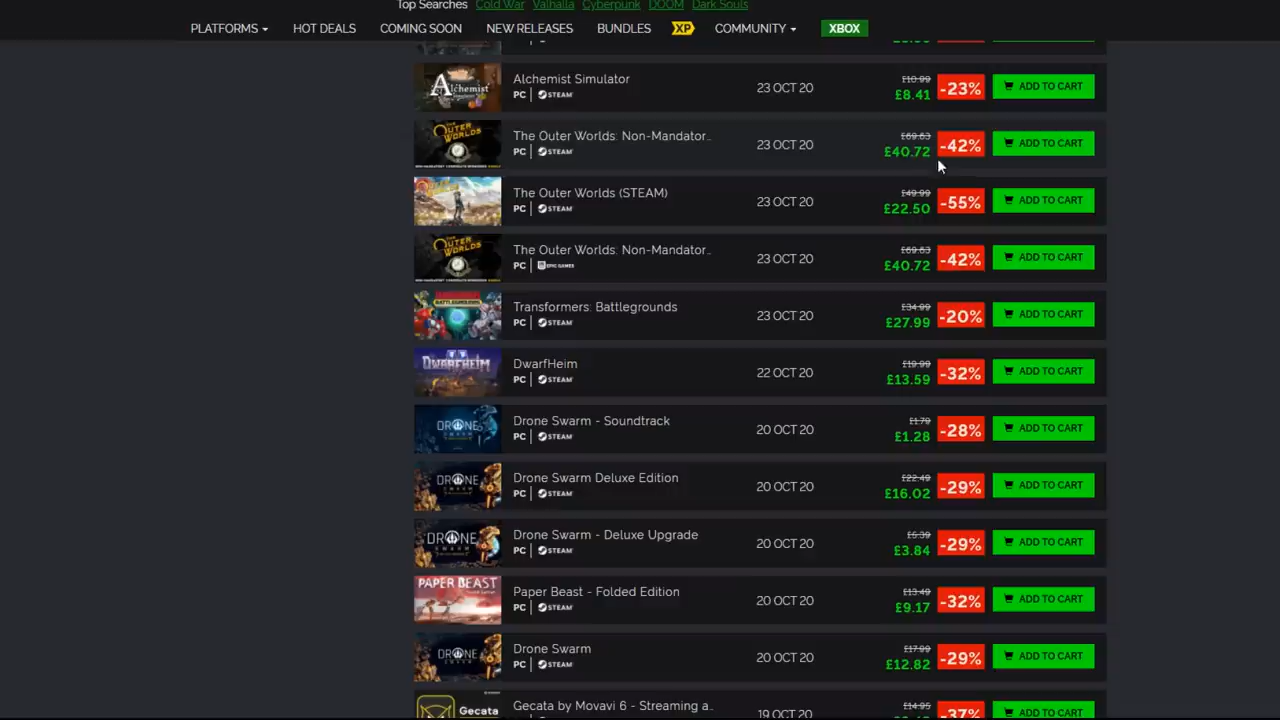 Top Searches Cold War Valhalla Cyberpunk DOOM Dark Souls
PLATFORMS HOT DEALS COMING SOON NEW RELEASES BUNDLES XP COMMUNITY XBOX
Alchemist Simulator
PC | STEAM
23 OCT 20
£10.99
£8.41
-23%
ADD TO CART
The Outer Worlds: Non-Mandator..
PC | STEAM
23 OCT 20
£69.63
£40.72
-42%
ADD TO CART
The Outer Worlds (STEAM)
PC | STEAM
23 OCT 20
£49.99
£22.50
-55%
ADD TO CART
The Outer Worlds: Non-Mandator..
PC | EPIC GAMES
23 OCT 20
£69.63
£40.72
-42%
ADD TO CART
Transformers: Battlegrounds
PC | STEAM
23 OCT 20
£34.99
£27.99
-20%
ADD TO CART
DWARFHEIM
DwarfHeim
PC | STEAM
22 OCT 20
£19.99
£13.59
-32%
ADD TO CART
DRONE
Drone Swarm - Soundtrack
PC | STEAM
20 OCT 20
£1.79
£1.28
-28%
ADD TO CART
DRONE
Drone Swarm Deluxe Edition
PC | STEAM
20 OCT 20
£22.49
£16.02
-29%
ADD TO CART
DRONE
Drone Swarm - Deluxe Upgrade
PC | STEAM
20 OCT 20
£5.39
£3.84
-29%
ADD TO CART
PAPER BEAST
Paper Beast - Folded Edition
PC | STEAM
20 OCT 20
£13.49
£9.17
-32%
ADD TO CART
DRONE
Drone Swarm
PC | STEAM
20 OCT 20
£17.99
£12.82
-29%
ADD TO CART
Gecata
Gecata by Movavi 6 - Streaming a..
19 OCT 20
£14.95
-37%
ADD TO CART